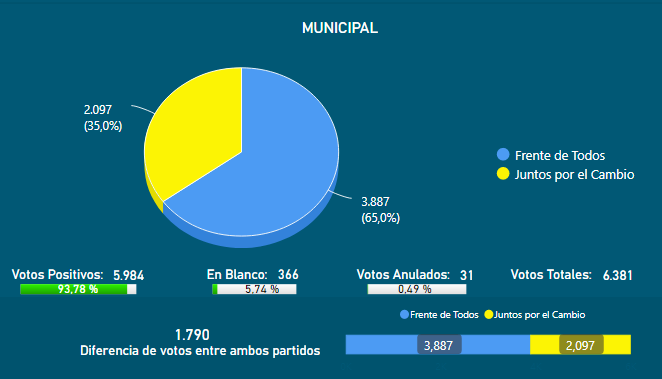 MUNICIPAL
2.097
(35,0%)
Frente de Todos
Juntos por el Cambio
3.887
(65,0%)
Votos Positivos: 5.984
93,78 %
En Blanco: 366
5,74 %
Votos Anulados: 31
0,49 %
Votos Totales: 6.381
Frente de Todos Juntos por el Cambio
1.790
Diferencia de votos entre ambos partidos
3,887 2,097